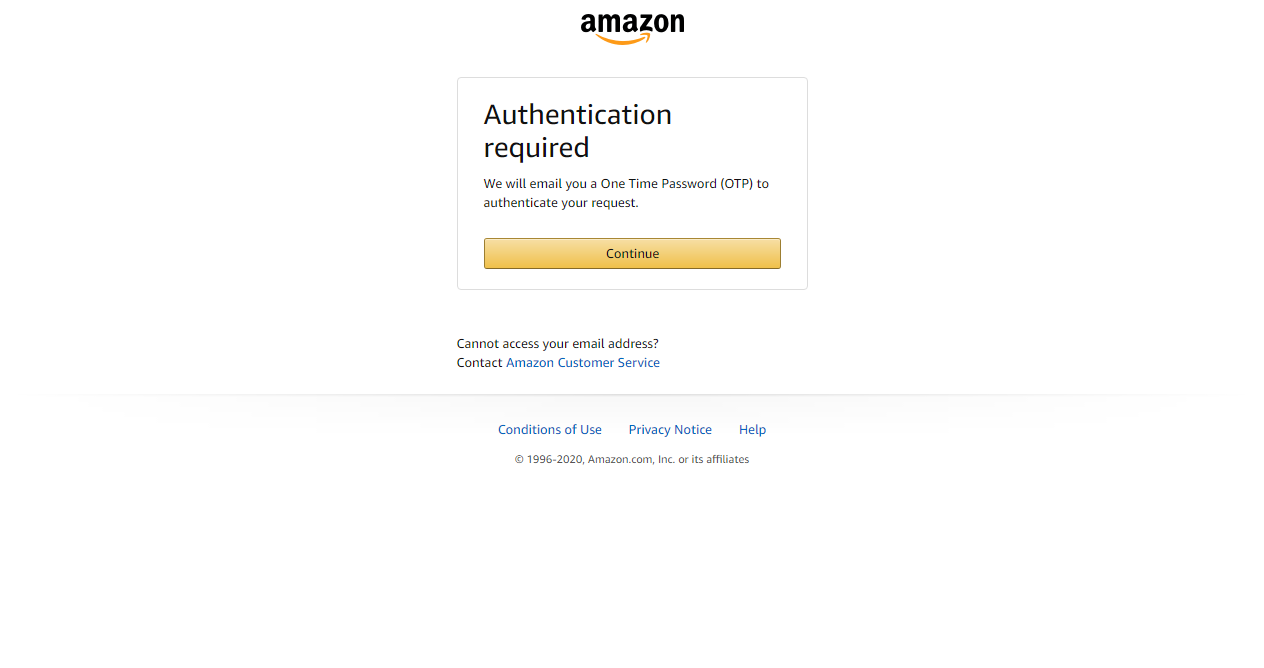 amazon
Authentication
required
We will email you a One Time Password (OTP) to
authenticate your request.
Continue
Cannot access your email address?
Contact Amazon Customer Service
Conditions of Use Privacy Notice Help
© 1996-2020, Amazon.com, Inc. or its affiliates